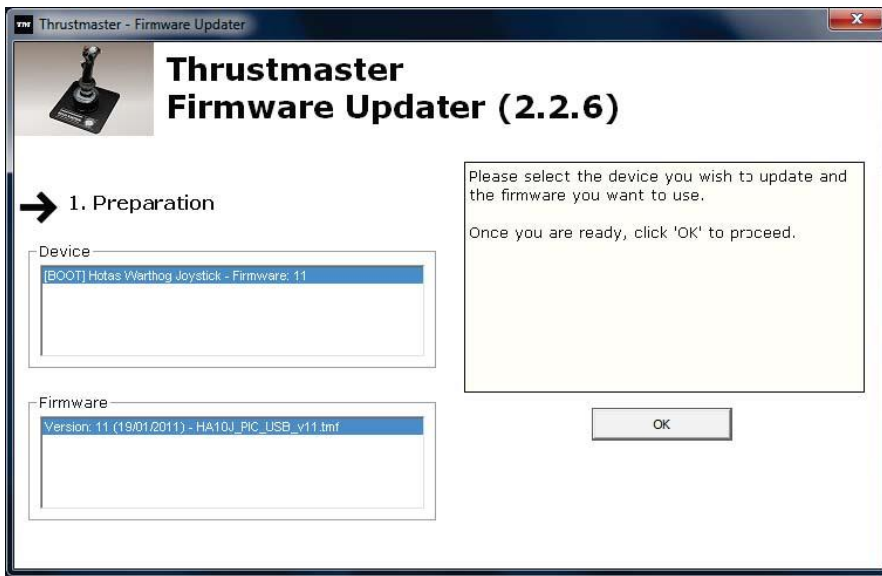 TM Thrustmaster - Firmware Updater
Thrustmaster
Firmware Updater (2.2.6)
1. Preparation
Device
[BOOT] Hotas Warthog Joystick - Firmware: 11
Firmware
Version: 11 (19/01/2011) - HA10J_PIC_USB_v11.tmf
Please select the device you wish to update and
the firmware you want to use.
Once you are ready, click 'OK' to proceed.
OK